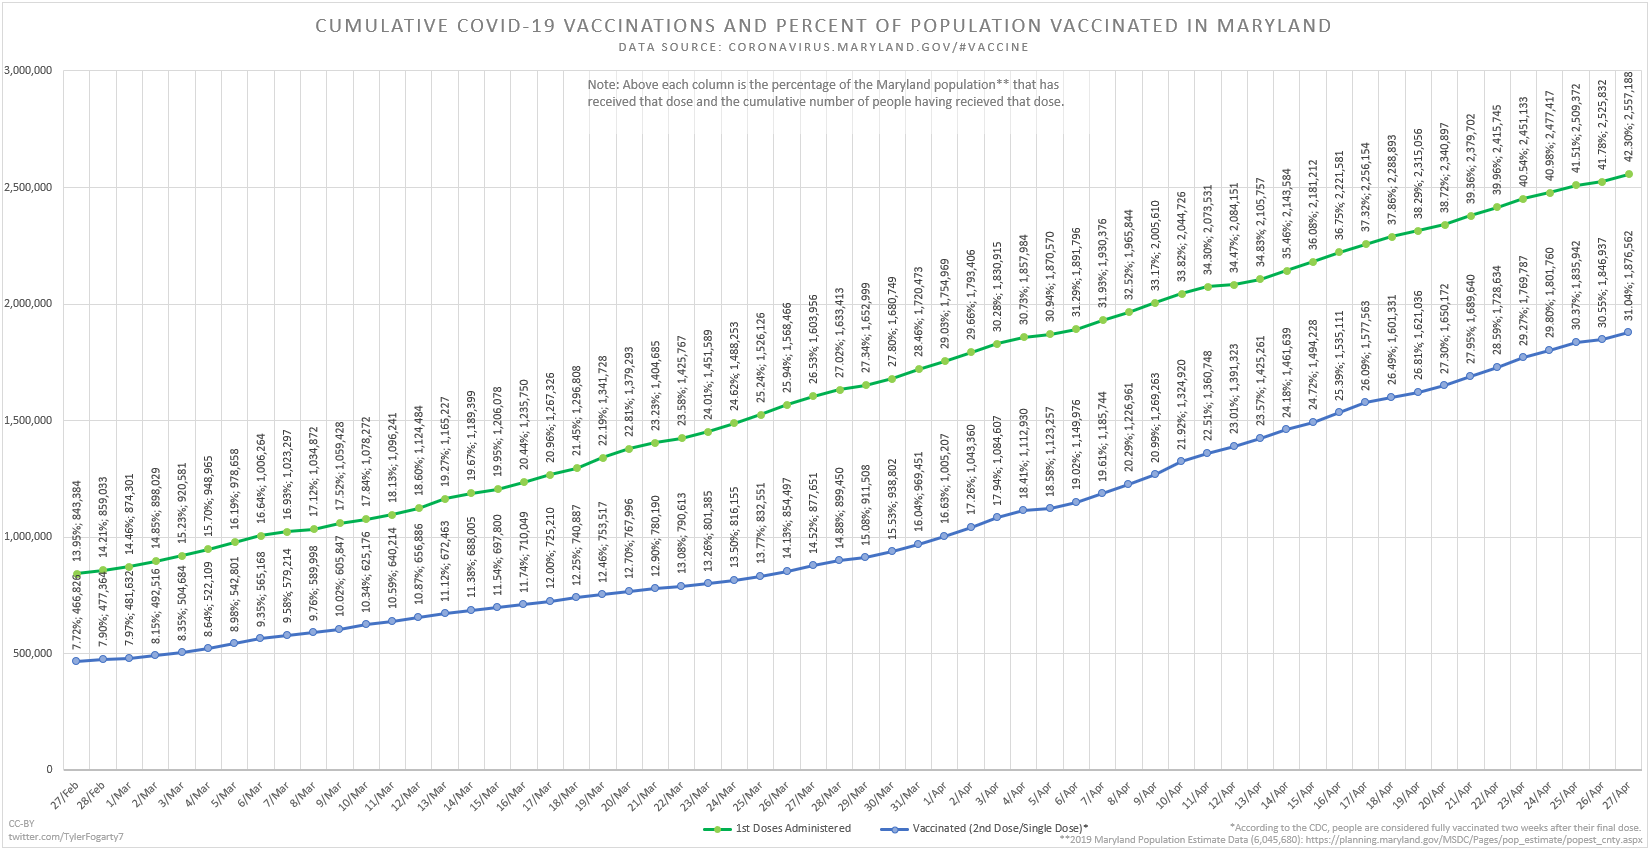 CUMULATIVE COVID-19 VACCINATIONS AND PERCENT OF POPULATION VACCINATED IN MARYLAND
DATA SOURCE: CORONAVIRUS.MARYLAND.GOV/#VACCINE
Note: Above each column is the percentage of the Maryland population** that has
received that dose and the cumulative number of people having recieved that dose.
3,000,000
2,500,000
2,000,000
1,500,000
1,000,000
500,000
0
13.95%; 843,384
14.21%; 859,033
14.46%; 874,301
14.85%; 898,029
15.23%; 920,581
15.70%; 948,965
16.19%; 978,658
16.64%; 1,006,264
16.93%; 1,023,297
17.12%; 1,034,872
17.52%; 1,059,428
17.84%; 1,078,272
18.13%; 1,096,241
18.60%; 1,124,484
19.27%; 1,165,227
19.67%; 1,189,399
19.95%; 1,206,078
20.44%; 1,235,750
20.96%; 1,267,326
21.45%; 1,296,808
22.19%; 1,341,728
22.81%; 1,379,293
23.23%; 1,404,685
23.58%; 1,425,767
24.01%; 1,451,589
24.62%; 1,488,253
25.24%; 1,526,126
25.94%; 1,568,466
26.53%; 1,603,956
27.02%; 1,633,413
27.34%; 1,652,999
27.80%; 1,680,749
28.46%; 1,720,473
29.03%; 1,754,969
29.66%; 1,793,406
30.28%; 1,830,915
30.73%; 1,857,984
30.94%; 1,870,570
31.29%; 1,891,796
31.93%; 1,930,376
32.52%; 1,965,844
33.17%; 2,005,610
33.82%; 2,044,726
34.30%; 2,073,531
34.47%; 2,084,151
34.83%; 2,105,757
35.46%; 2,143,584
36.08%; 2,181,212
36.75%; 2,221,581
37.32%; 2,256,154
37.86%; 2,288,893
38.29%; 2,315,056
38.72%; 2,340,897
39.36%; 2,379,702
39.96%; 2,415,745
40.54%; 2,451,133
40.98%; 2,477,417
41.51%; 2,509,372
41.78%; 2,525,832
42.30%; 2,557,188
7.72%; 466,826
7.90%; 477,364
7.97%; 481,632
8.15%; 492,516
8.35%; 504,684
8.64%; 522,109
8.98%; 542,801
9.35%; 565,168
9.58%; 579,214
9.76%; 589,998
10.02%; 605,847
10.34%; 625,176
10.59%; 640,214
10.87%; 656,886
11.12%; 672,463
11.38%; 688,005
11.54%; 697,800
11.74%; 710,049
12.00%; 725,210
12.25%; 740,887
12.46%; 753,517
12.70%; 767,996
12.90%; 780,190
13.08%; 790,613
13.26%; 801,385
13.50%; 816,155
13.77%; 832,551
14.13%; 854,497
14.52%; 877,651
14.88%; 899,450
15.08%; 911,508
15.53%; 938,802
16.04%; 969,451
16.63%; 1,005,207
17.26%; 1,043,360
17.94%; 1,084,607
18.41%; 1,112,930
18.58%; 1,123,257
19.02%; 1,149,976
19.61%; 1,185,744
20.29%; 1,226,961
20.99%; 1,269,263
21.92%; 1,324,920
22.51%; 1,360,748
23.01%; 1,391,323
23.57%; 1,425,261
24.18%; 1,461,639
24.72%; 1,494,228
25.39%; 1,535,111
26.09%; 1,577,563
26.49%; 1,601,331
26.81%; 1,621,036
27.30%; 1,650,172
27.95%; 1,689,640
28.59%; 1,728,634
29.27%; 1,769,787
29.80%; 1,801,760
30.37%; 1,835,942
30.55%; 1,846,937
31.04%; 1,876,562
27/Feb
28/Feb
1/Mar
2/Mar
3/Mar
4/Mar
5/Mar
6/Mar
7/Mar
8/Mar
9/Mar
10/Mar
11/Mar
12/Mar
13/Mar
14/Mar
15/Mar
16/Mar
17/Mar
18/Mar
19/Mar
20/Mar
21/Mar
22/Mar
23/Mar
24/Mar
25/Mar
26/Mar
27/Mar
28/Mar
29/Mar
30/Mar
31/Mar
1/Apr
2/Apr
3/Apr
4/Apr
5/Apr
6/Apr
7/Apr
8/Apr
9/Apr
10/Apr
11/Apr
12/Apr
13/Apr
14/Apr
15/Apr
16/Apr
17/Apr
18/Apr
19/Apr
20/Apr
21/Apr
22/Apr
23/Apr
24/Apr
25/Apr
26/Apr
27/Apr
CC-BY
twitter.com/TylerFogarty7
1st Doses Administered
Vaccinated (2nd Dose/Single Dose)*
*According to the CDC, people are considered fully vaccinated two weeks after their final dose.
**2019 Maryland Population Estimate Data (6,045,680): https://planning.maryland.gov/MSDC/Pages/pop_estimate/popest_cnty.aspx